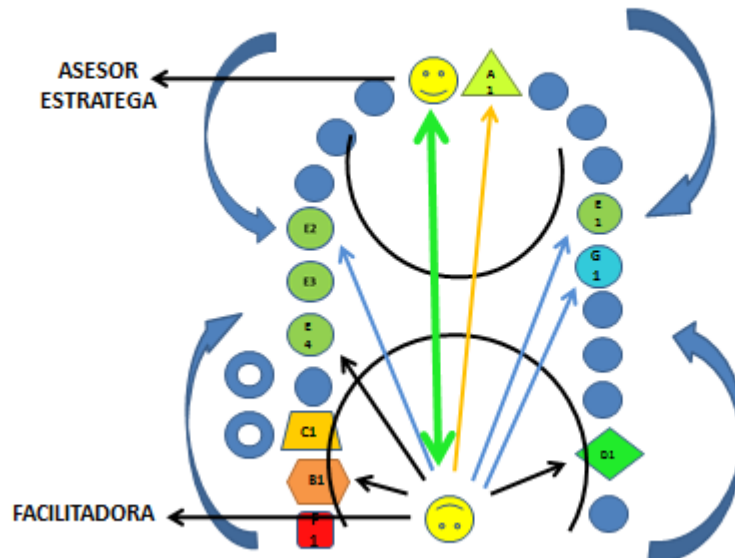 ASESOR
ESTRATEGA
A
1
E
1
E2
G
1
E3
E
4
C1
D1
B1
FACILITADORA
F
1